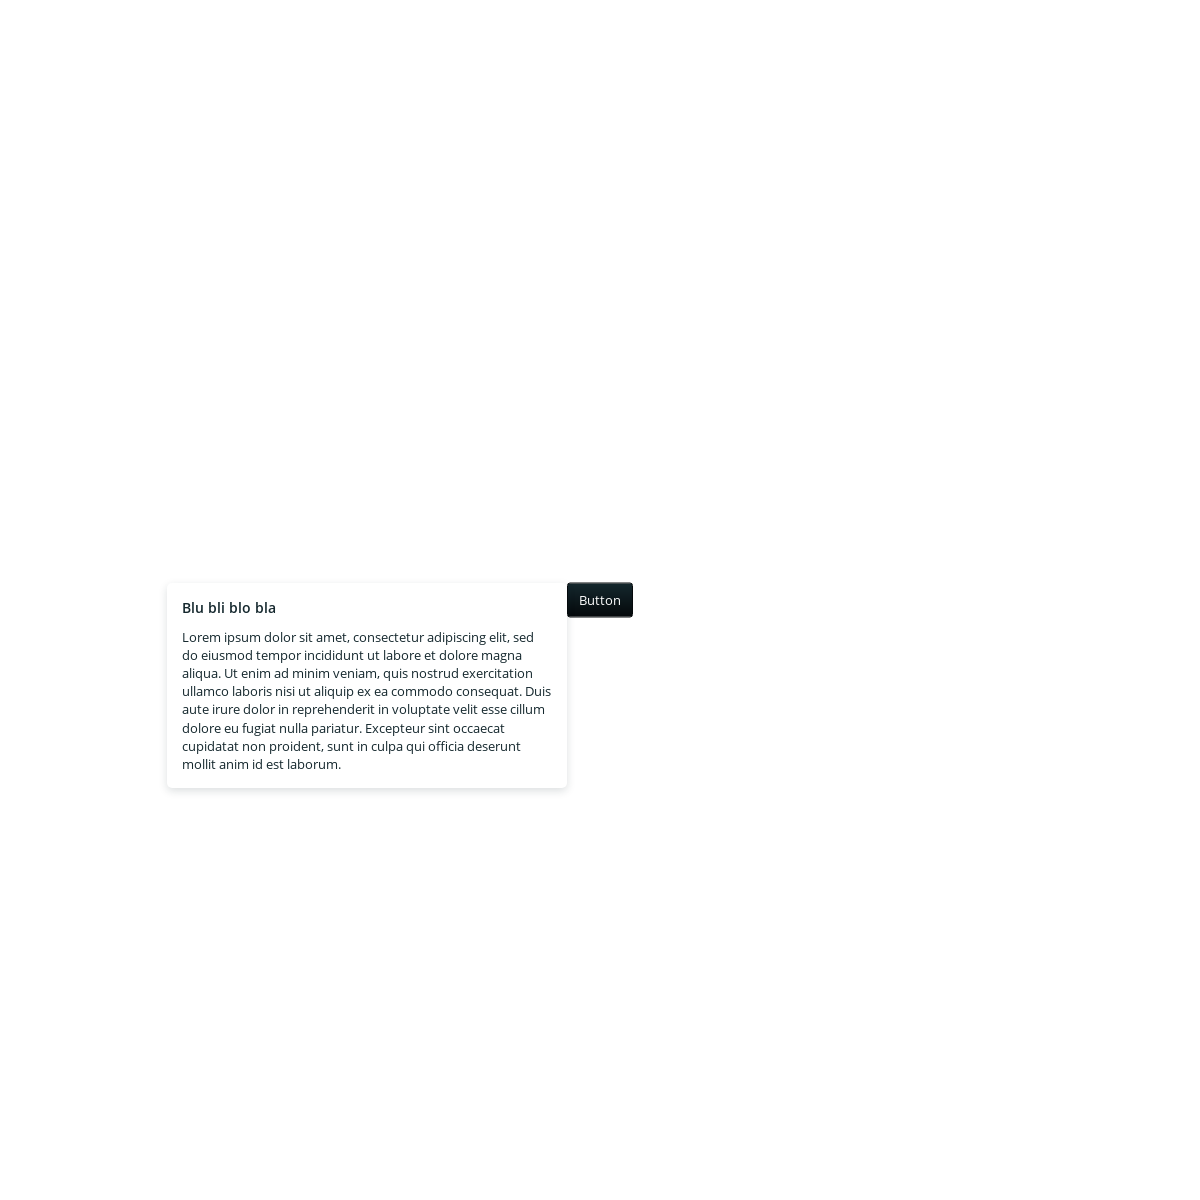 Blu bli blo bla
Button
Lorem ipsum dolor sit amet, consectetur adipiscing elit, sed
do eiusmod tempor incididunt ut labore et dolore magna
aliqua. Ut enim ad minim veniam, quis nostrud exercitation
ullamco laboris nisi ut aliquip ex ea commodo consequat. Duis
aute irure dolor in reprehenderit in voluptate velit esse cillum
dolore eu fugiat nulla pariatur. Excepteur sint occaecat
cupidatat non proident, sunt in culpa qui officia deserunt
mollit anim id est laborum.